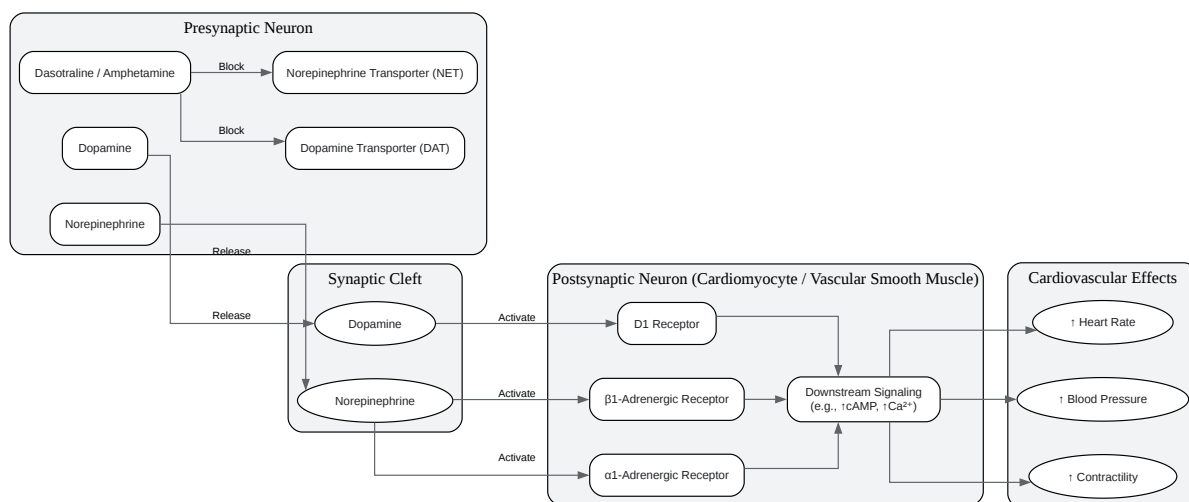 Presynaptic Neuron
Dasotraline / Amphetamine
Block
Norepinephrine Transporter (NET)
Block
Dopamine Transporter (DAT)
Dopamine
Norepinephrine
Release
Release
Synaptic Cleft
Dopamine
Norepinephrine
Activate
Activate
Activate
Postsynaptic Neuron (Cardiomyocyte / Vascular Smooth Muscle)
D1 Receptor
β1-Adrenergic Receptor
α1-Adrenergic Receptor
Downstream Signaling
(e.g., ↑cAMP, ↑Ca²⁺)
Cardiovascular Effects
↑ Heart Rate
↑ Blood Pressure
↑ Contractility